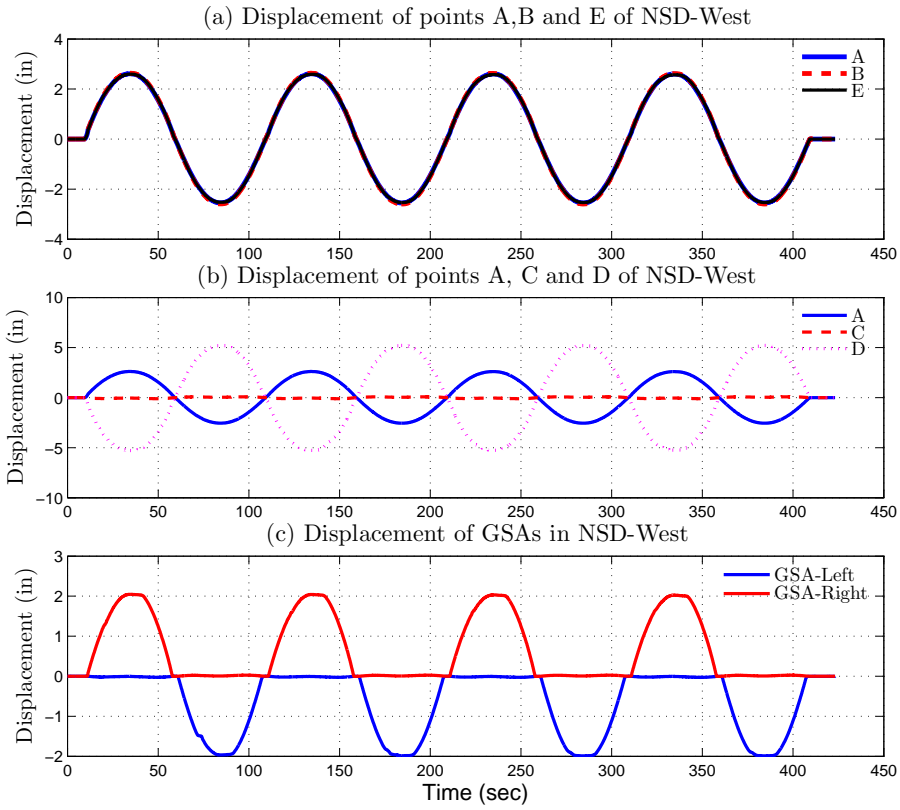 (a) Displacement of points A,B and E of NSD-West
Displacement (in)
4
2
0
−2
−4
A
B
E
0 50 100 150 200 250 300 350 400 450
(b) Displacement of points A, C and D of NSD-West
Displacement (in)
10
5
0
−5
−10
A
C
D
0 50 100 150 200 250 300 350 400 450
(c) Displacement of GSAs in NSD-West
Displacement (in)
3
2
1
0
−1
−2
GSA-Left
GSA-Right
0 50 100 150 200 250 300 350 400 450
Time (sec)